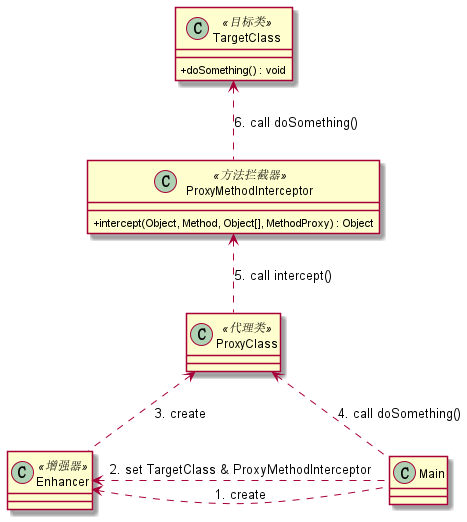 C
«目标类»
TargetClass
+doSomething() : void
6. call doSomething()
C
«方法拦截器»
ProxyMethodInterceptor
+intercept(Object, Method, Object[], MethodProxy) : Object
5. call intercept()
C
«代理类»
ProxyClass
3. create
4. call doSomething()
C
«增强器»
Enhancer
2. set TargetClass & ProxyMethodInterceptor
1. create
C
Main